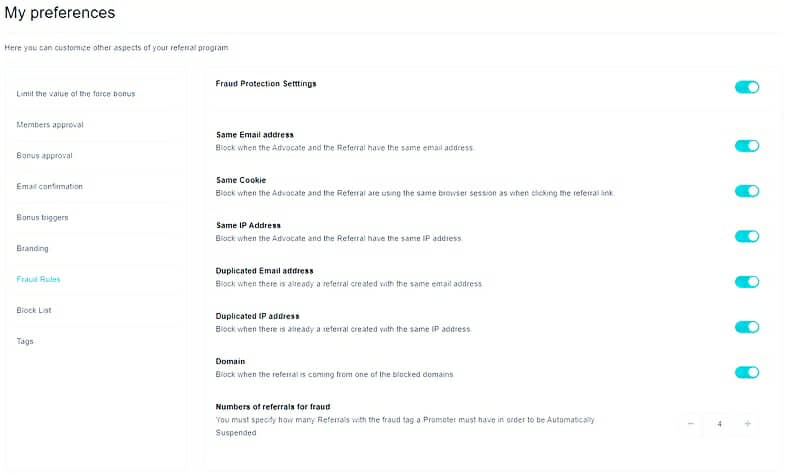 My preferences
Here you can customize other aspects of your referral program
Limit the value of the force bonus
Members approval
Bonus approval
Email confirmation
Bonus triggers
Branding
Fraud Rules
Block List
Tags
Fraud Protection Setttings
Same Email address
Block when the Advocate and the Referral have the same email address.
Same Cookie
Block when the Advocate and the Referral are using the same browser session as when clicking the referral link.
Same IP Address
Block when the Advocate and the Referral have the same IP address.
Duplicated Email address
Block when there is already a referral created with the same email address.
Duplicated IP address
Block when there is already a referral created with the same IP address.
Domain
Block when the referral is coming from one of the blocked domains.
Numbers of referrals for fraud
You must specify how many Referrals with the fraud tag a Promoter must have in order to be Automatically
Suspended
− 4 +